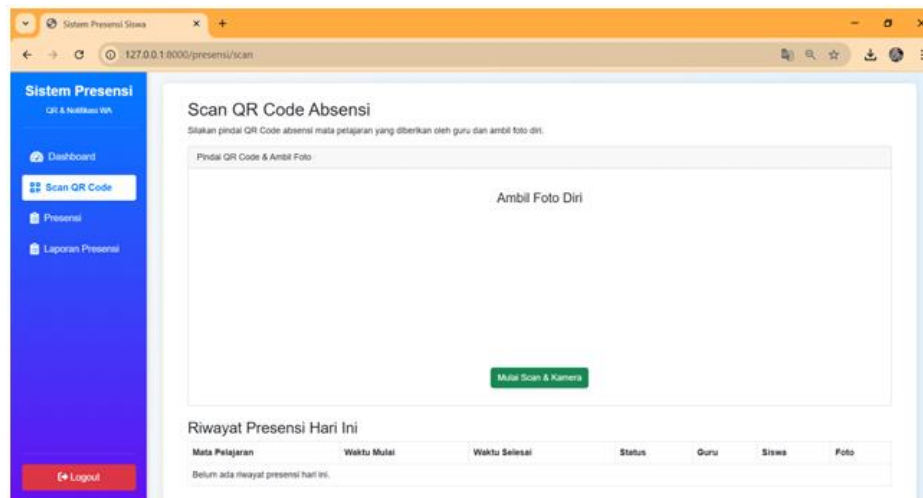 Sistem Presensi Siswa
127.0.0.1:8000/presensi/scan
Sistem Presensi
QR & Notifikasi WA
Dashboard
Scan QR Code
Presensi
Laporan Presensi
Logout
Scan QR Code Absensi
Silakan pindai QR Code absensi mata pelajaran yang diberikan oleh guru dan ambil foto diri.
Pindai QR Code & Ambil Foto
Ambil Foto Diri
Mulai Scan & Kamera
Riwayat Presensi Hari Ini
Mata Pelajaran Waktu Mulai Waktu Selesai Status Guru Siswa Foto
Belum ada riwayat presensi hari ini.